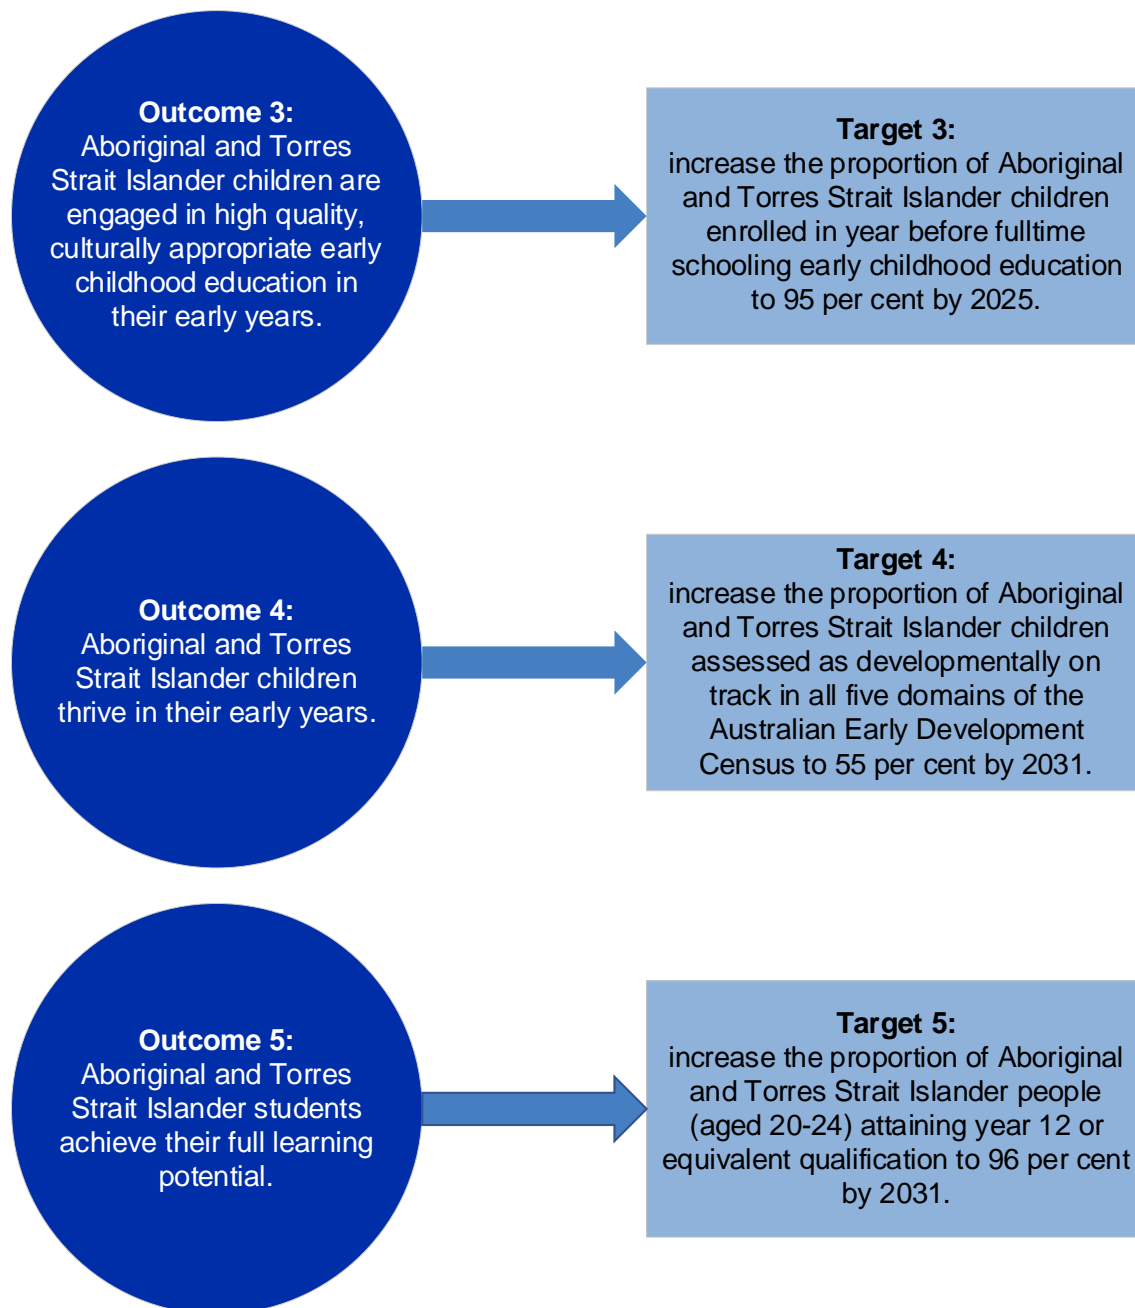 Outcome 3:
Aboriginal and Torres
Strait Islander children are
engaged in high quality,
culturally appropriate early
childhood education in
their early years.
Target 3:
increase the proportion of Aboriginal
and Torres Strait Islander children
enrolled in year before fulltime
schooling early childhood education
to 95 per cent by 2025.
Outcome 4:
Aboriginal and Torres
Strait Islander children
thrive in their early years.
Target 4:
increase the proportion of Aboriginal
and Torres Strait Islander children
assessed as developmentally on
track in all five domains of the
Australian Early Development
Census to 55 per cent by 2031.
Outcome 5:
Aboriginal and Torres
Strait Islander students
achieve their full learning
potential.
Target 5:
increase the proportion of Aboriginal
and Torres Strait Islander people
(aged 20-24) attaining year 12 or
equivalent qualification to 96 per cent
by 2031.